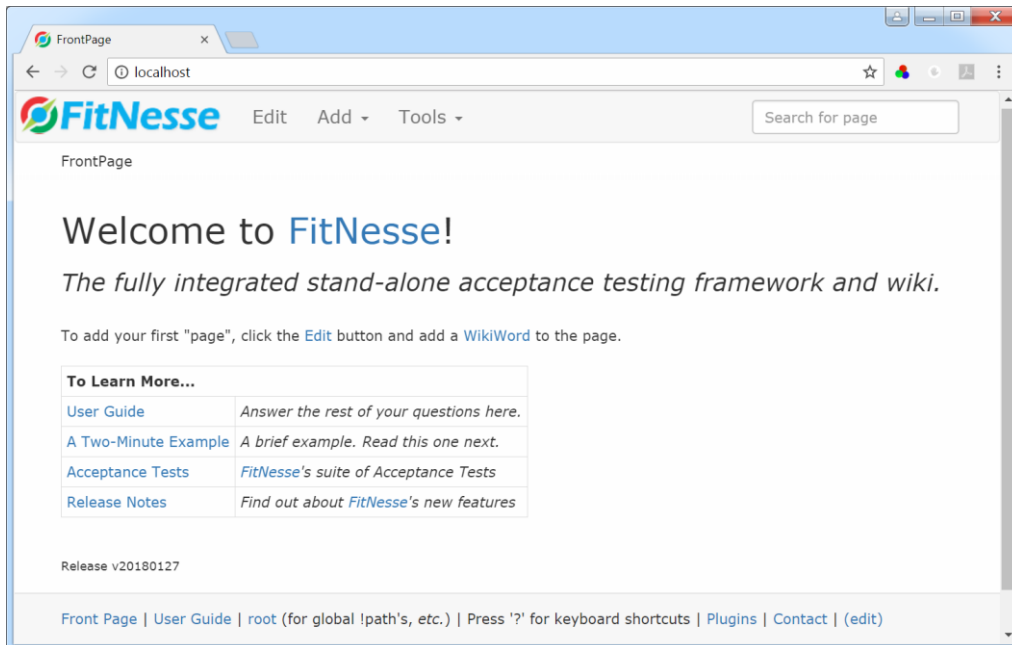 FrontPage
localhost
FitNesse Edit Add Tools Search for page
FrontPage
Welcome to FitNesse!
The fully integrated stand-alone acceptance testing framework and wiki.
To add your first "page", click the Edit button and add a WikiWord to the page.
To Learn More...
User Guide Answer the rest of your questions here.
A Two-Minute Example A brief example. Read this one next.
Acceptance Tests FitNesse's suite of Acceptance Tests
Release Notes Find out about FitNesse's new features
Release v20180127
Front Page | User Guide | root (for global !path's, etc.) | Press '?' for keyboard shortcuts | Plugins | Contact | (edit)